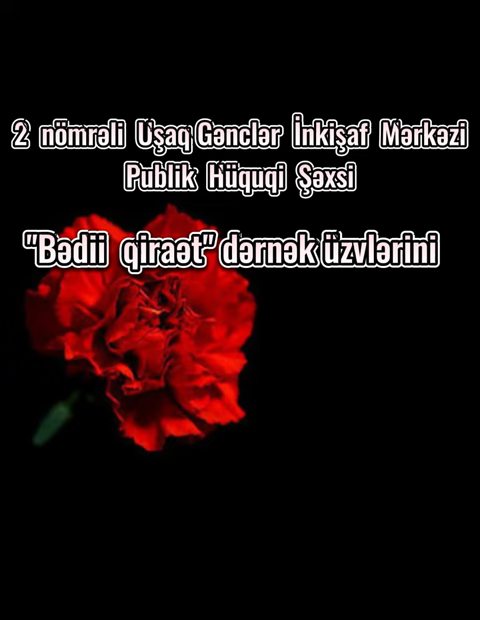 2 nömrəli Uşaq Gənclər İnkişaf Mərkəzi
Publik Hüquqi Şəxsi
"Bədii qiraət" dərnək üzvlərini